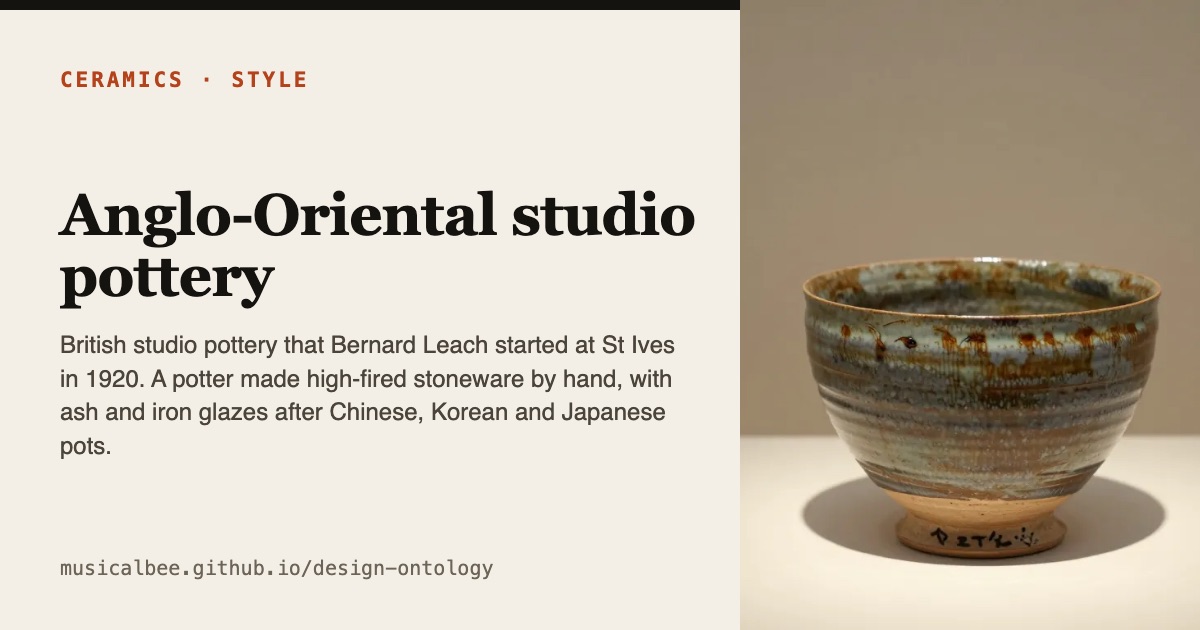 CERAMICS · STYLE
Anglo-Oriental studio
pottery
British studio pottery that Bernard Leach started at St Ives
in 1920. A potter made high-fired stoneware by hand, with
ash and iron glazes after Chinese, Korean and Japanese
pots.
musicalbee.github.io/design-ontology